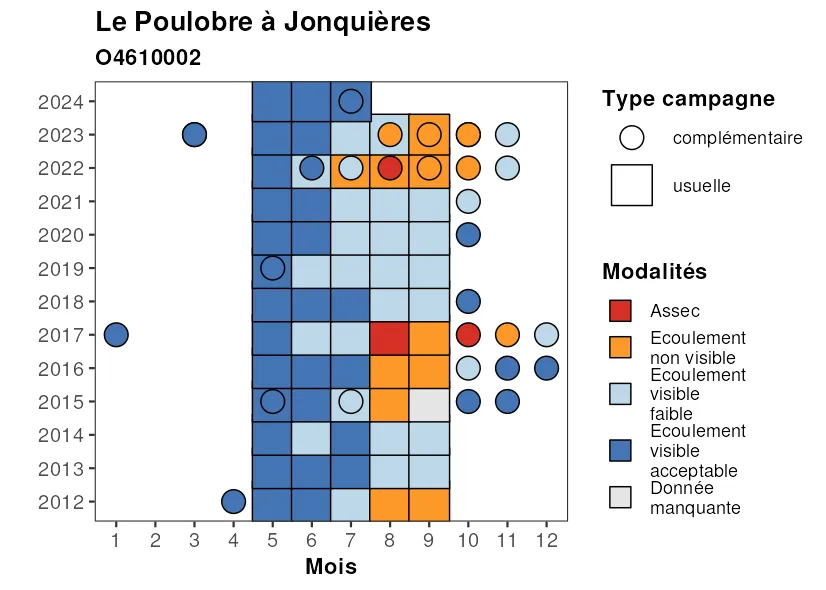 Le Poulobre à Jonquières
O4610002
2024
2023
2022
2021
2020
2019
2018
2017
2016
2015
2014
2013
2012
1 2 3 4 5 6 7 8 9 10 11 12
Mois
Type campagne
complémentaire
usuelle
Modalités
Assec
Ecoulement
non visible
Ecoulement
visible
faible
Ecoulement
visible
acceptable
Donnée
manquante